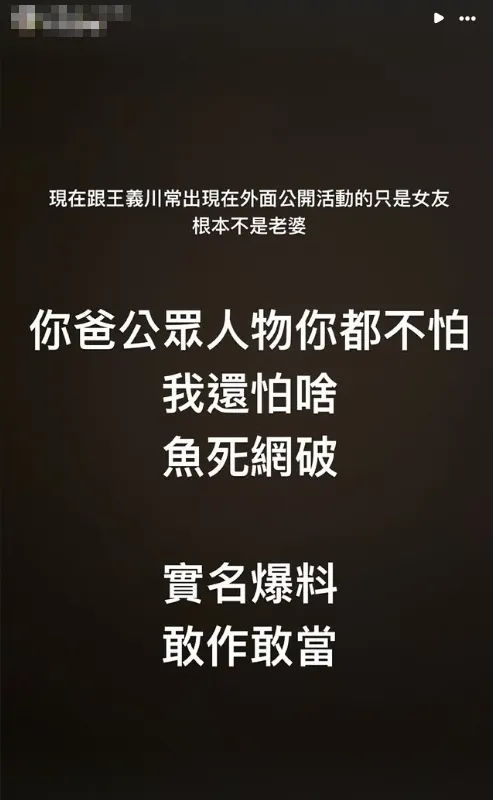 現在跟王義川常出現在外面公開活動的只是女友
根本不是老婆
你爸公眾人物你都不怕
我還怕啥
魚死網破
實名爆料
敢作敢當